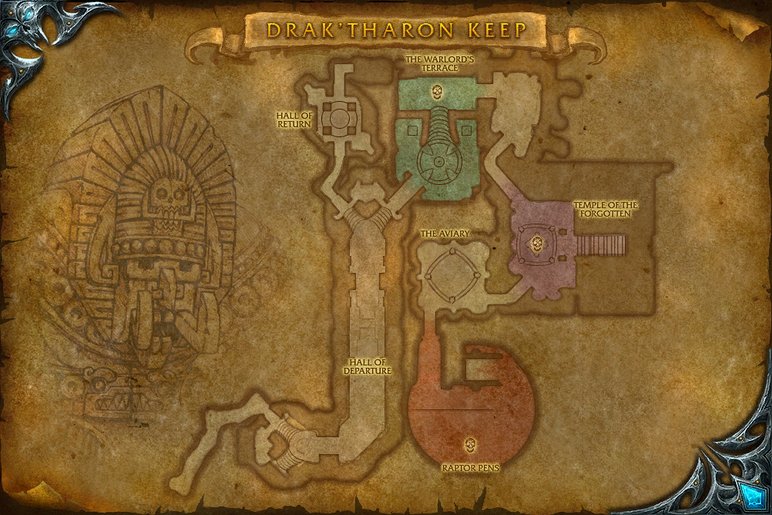 DRAK'THARON KEEP
THE WARLORD'S
TERRACE
HALL OF
RETURN
TEMPLE OF THE
FORGOTTEN
THE AVIARY
HALL OF
DEPARTURE
RAPTOR PENS